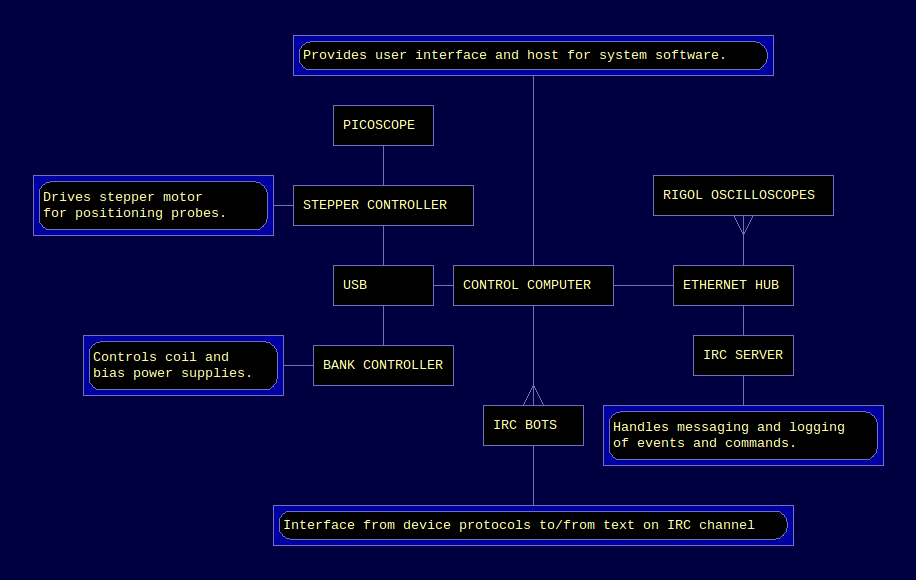 Provides user interface and host for system software.
PICOSCOPE
Drives stepper motor
for positioning probes.
STEPPER CONTROLLER
RIGOL OSCILLOSCOPES
USB
CONTROL COMPUTER
ETHERNET HUB
Controls coil and
bias power supplies.
BANK CONTROLLER
IRC SERVER
IRC BOTS
Handles messaging and logging
of events and commands.
Interface from device protocols to/from text on IRC channel